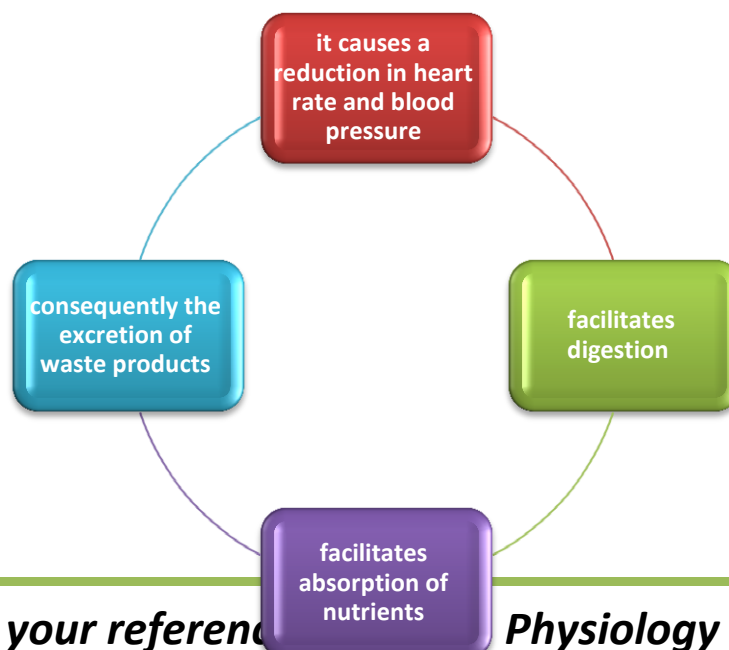 it causes a
reduction in heart
rate and blood
pressure
facilitates
digestion
facilitates
absorption of
nutrients
consequently the
excretion of
waste products
your Physiology